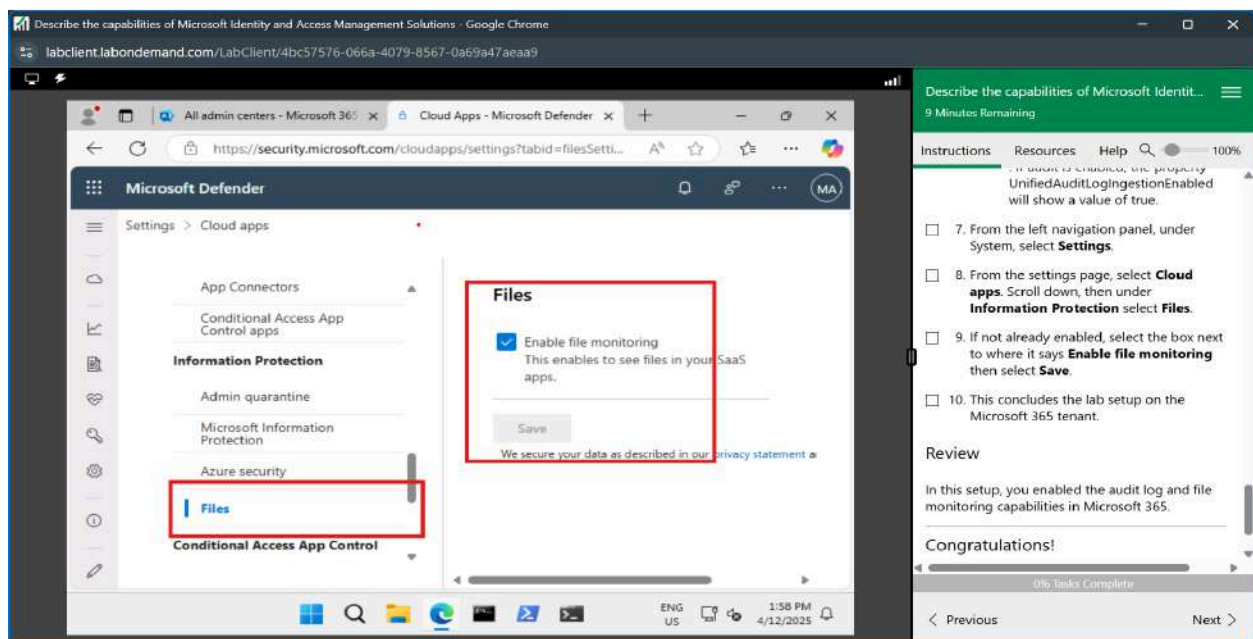 Describe the capabilities of Microsoft Identity and Access Management Solutions - Google Chrome
labclient.labondemand.com/LabClient/4bc57576-066a-4079-8567-0a69a47aeaa9
All admin centers - Microsoft 365
Cloud Apps - Microsoft Defender
https://security.microsoft.com/cloudapps/settings?tabid=filesSetti...
Microsoft Defender
MA
Settings > Cloud apps
App Connectors
Conditional Access App
Control apps
Information Protection
Admin quarantine
Microsoft Information
Protection
Azure security
Files
Conditional Access App Control
Files
Enable file monitoring
This enables to see files in your SaaS
apps.
Save
We secure your data as described in our privacy statement a
ENG
US
1:58 PM
4/12/2025
Describe the capabilities of Microsoft Identit...
9 Minutes Remaining
Instructions Resources Help 100%
. If audit is enabled, the property
UnifiedAuditLogIngestionEnabled
will show a value of true.
7. From the left navigation panel, under
System, select Settings.
8. From the settings page, select Cloud
apps. Scroll down, then under
Information Protection select Files.
9. If not already enabled, select the box next
to where it says Enable file monitoring
then select Save.
10. This concludes the lab setup on the
Microsoft 365 tenant.
Review
In this setup, you enabled the audit log and file
monitoring capabilities in Microsoft 365.
Congratulations!
0% Tasks Complete
< Previous Next >